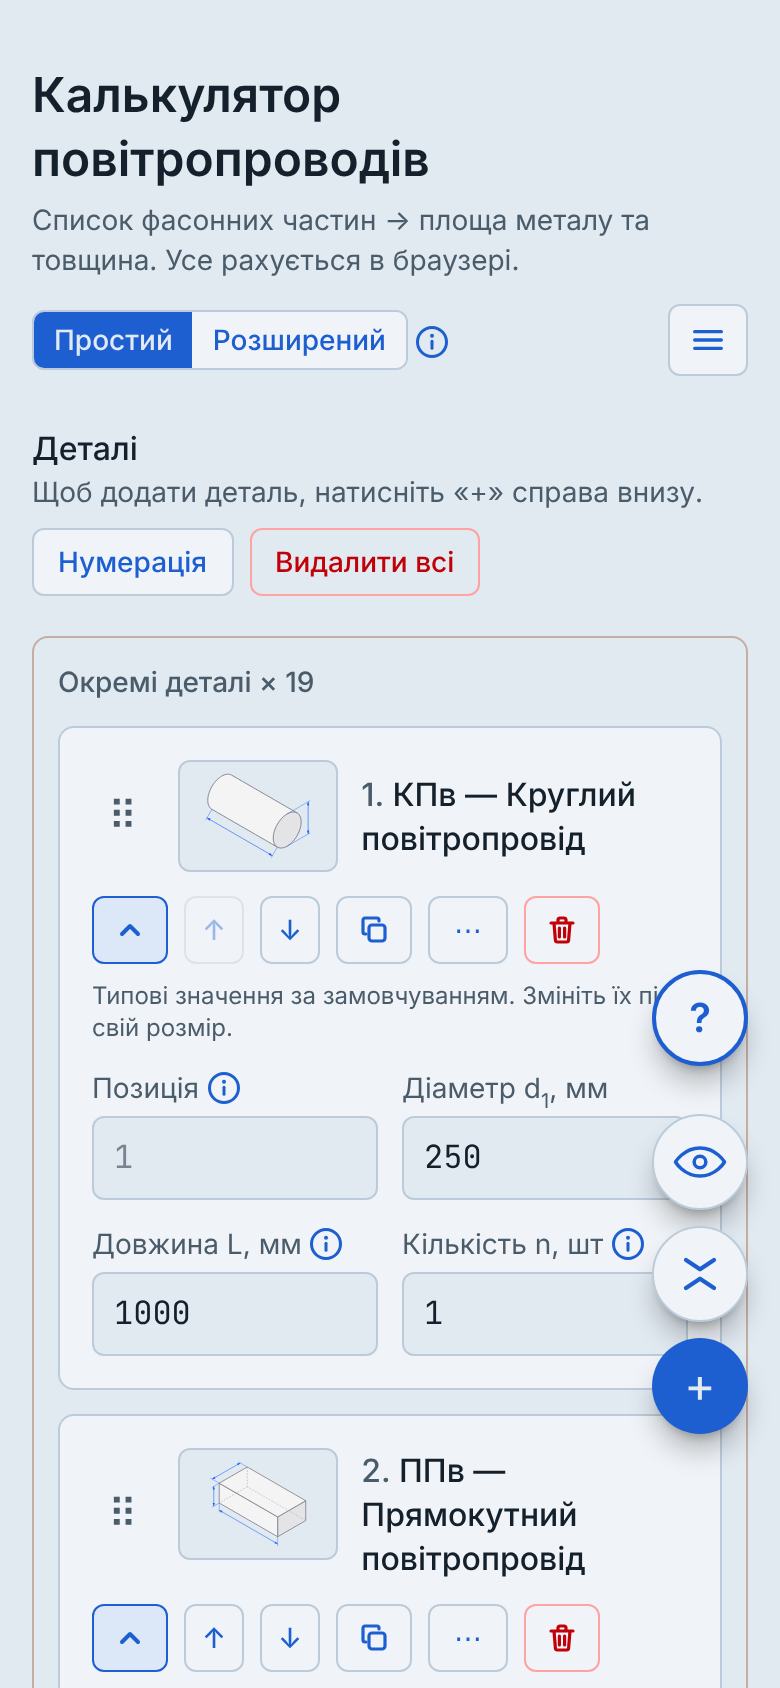 Калькулятор
повітропроводів
Список фасонних частин → площа металу та
товщина. Усе рахується в браузері.
Простий
Розширений
Деталі
Щоб додати деталь, натисніть «+» справа внизу.
Нумерація
Видалити всі
Окремі деталі × 19
1. КПв — Круглий
повітропровід
Типові значення за замовчуванням. Змініть їх
свій розмір.
?
Позиція
Діаметр d₁, мм
1
250
Довжина L, мм
Кількість n, шт
1000
1
+
2. ППв —
Прямокутний
повітропровід